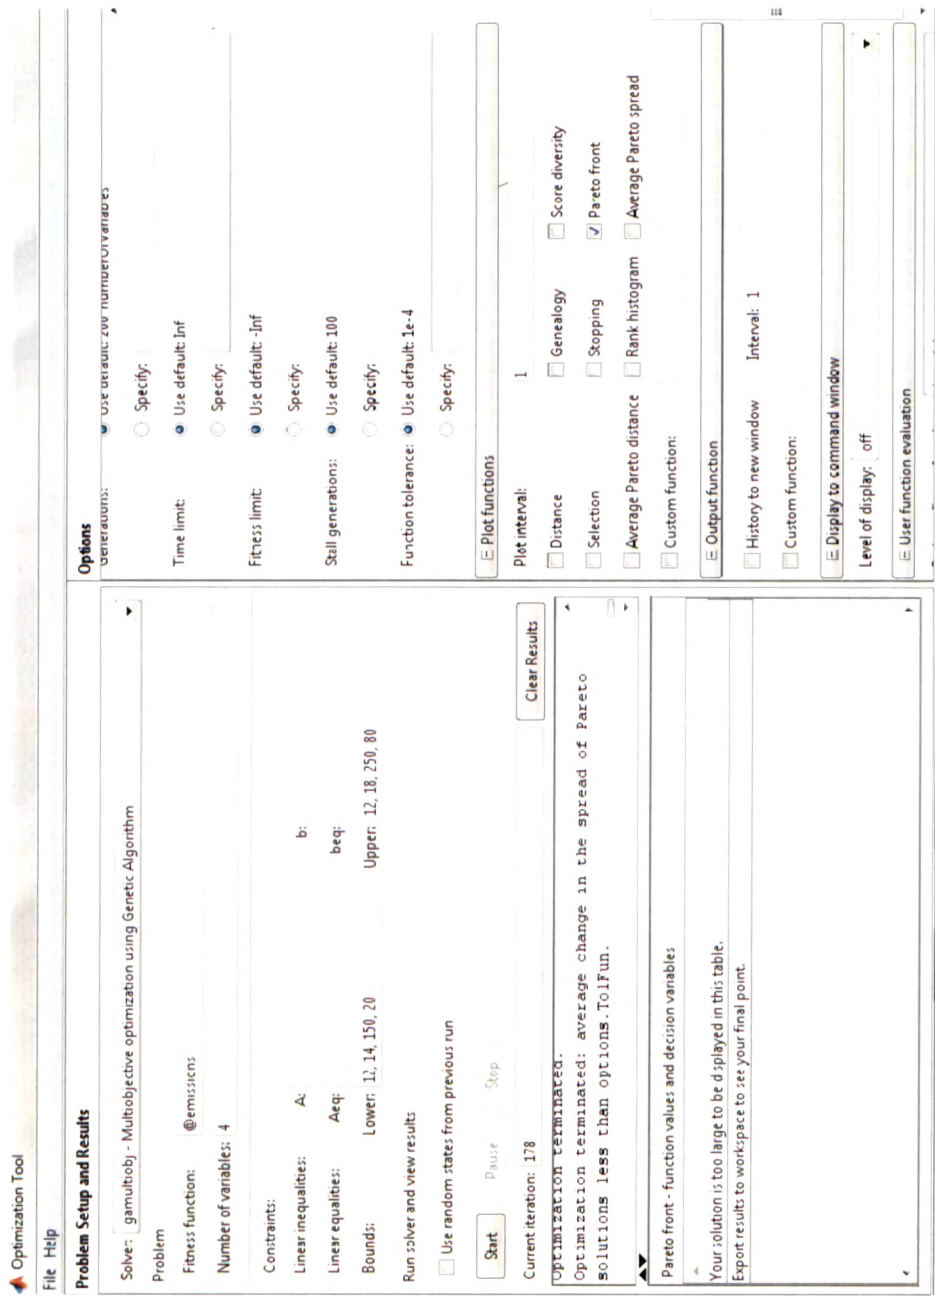 Optimization Tool
File Help
Problem Setup and Results
Solver: gamultiobj - Multiobjective optimization using Genetic Algorithm
Problem
Fitness function: @emissions
Number of variables: 4
Constraints:
Linear inequalities: A: b:
Linear equalities: Aeq: beq:
Bounds: Lower: 12, 14, 150, 20 Upper: 12, 18, 250, 80
Run solver and view results
Use random states from previous run
Start Pause Stop
Current iteration: 178 Clear Results
Optimization terminated.
Optimization terminated: average change in the spread of Pareto
solutions less than options.TolFun.
Pareto front - function values and decision variables
Your solution is too large to be displayed in this table.
Export results to workspace to see your final point.
Options
Generations: Use default: 200*numberOfVariables
Specify:
Time limit: Use default: Inf
Specify:
Fitness limit: Use default: -Inf
Specify:
Stall generations: Use default: 100
Specify:
Function tolerance: Use default: 1e-4
Specify:
Plot functions
Plot interval: 1
Distance Genealogy Score diversity
Selection Stopping Pareto front
Average Pareto distance Rank histogram Average Pareto spread
Custom function:
Output function
History to new window Interval: 1
Custom function:
Display to command window
Level of display: off
User function evaluation